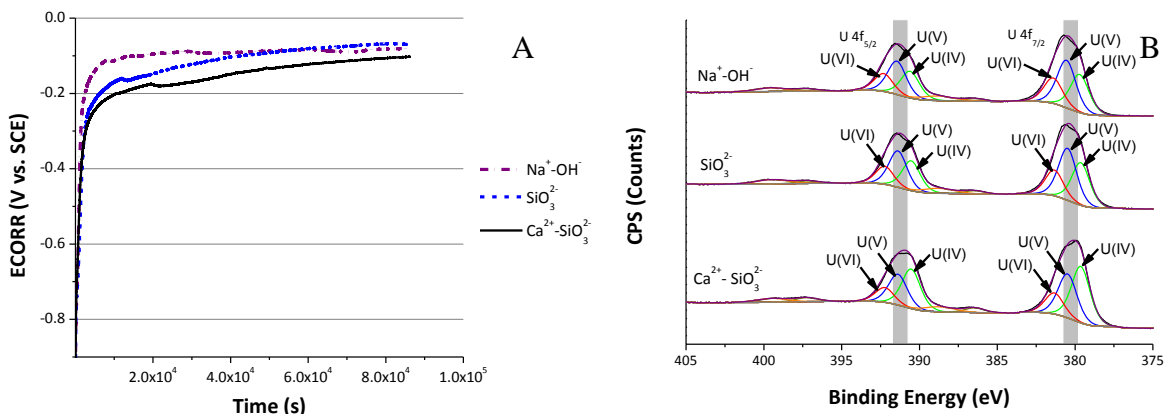 A
ECORR (V vs. SCE)
0.0
-0.2
-0.4
-0.6
-0.8
2.0x10⁴
4.0x10⁴
6.0x10⁴
8.0x10⁴
1.0x10⁵
Time (s)
Na⁺-OH⁻
SiO₃²⁻
Ca²⁺-SiO₃²⁻
B
CPS (Counts)
U 4f₅/₂
U 4f₇/₂
Na⁺-OH⁻
U(VI)
U(V)
U(IV)
U(VI)
U(V)
U(IV)
SiO₃²⁻
U(VI)
U(V)
U(IV)
U(VI)
U(V)
U(IV)
Ca²⁺- SiO₃²⁻
U(VI)
U(V)
U(IV)
U(VI)
U(V)
U(IV)
405
400
395
390
385
380
375
Binding Energy (eV)